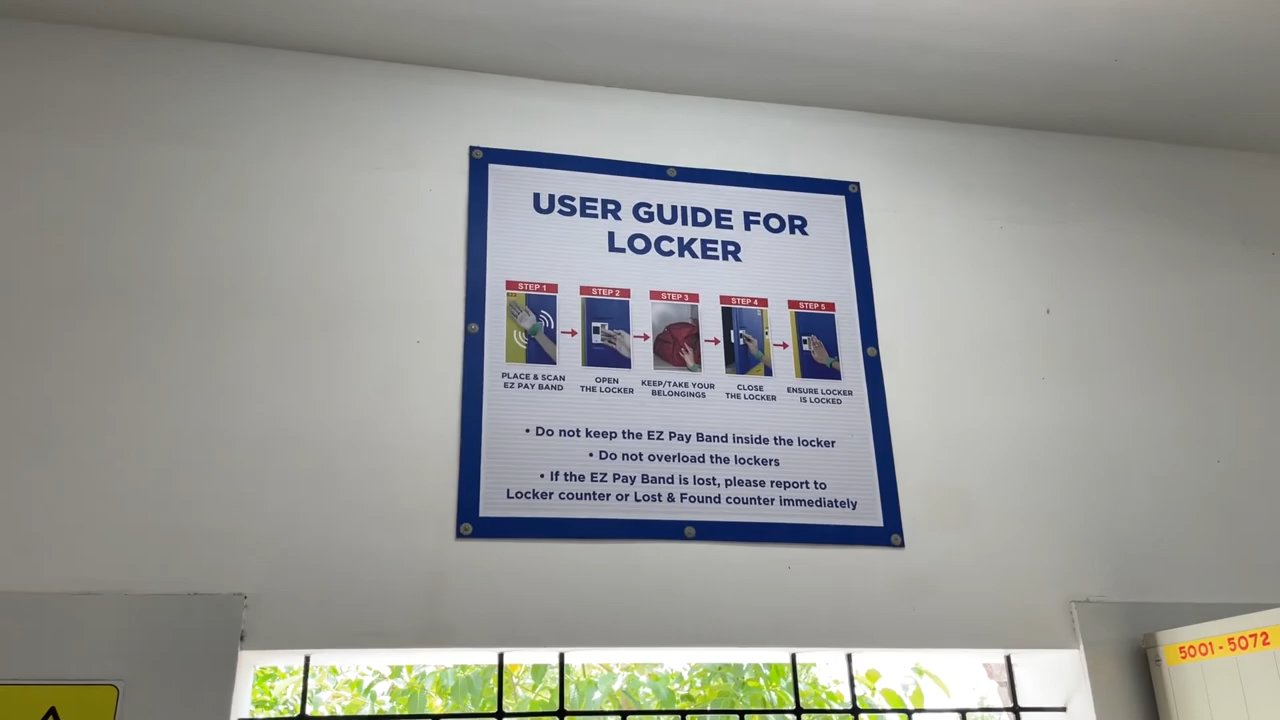 USER GUIDE FOR
LOCKER
STEP 1
STEP 2
STEP 3
STEP 4
STEP 5
PLACE & SCAN
EZ PAY BAND
OPEN
THE LOCKER
KEEP/TAKE YOUR
BELONGINGS
CLOSE
THE LOCKER
ENSURE LOCKER
IS LOCKED
• Do not keep the EZ Pay Band inside the locker
• Do not overload the lockers
• If the EZ Pay Band is lost, please report to
Locker counter or Lost & Found counter immediately
5001 - 5072